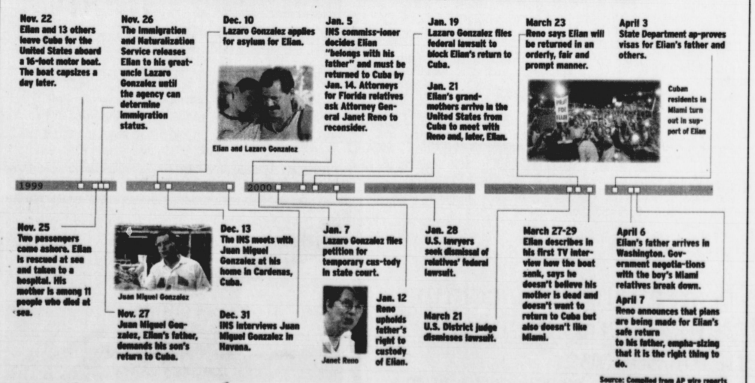 Nov. 22
Elian and 13 others
leave Cuba for the
United States aboard
a 16-foot motor boat.
The boat capsizes a
day later.
Nov. 26
The Immigration
and Naturalization
Service releases
Elian to his great-
uncle Lazaro
Gonzalez until
the agency can
determine
immigration
status.
Dec. 10
Lazaro Gonzalez applies
for asylum for Elian.
Elian and Lazaro Gonzalez
Jan. 5
INS commiss-ioner
decides Elian
"belongs with his
father" and must be
returned to Cuba by
Jan. 14. Attorneys
for Florida relatives
ask Attorney Gen-
eral Janet Reno to
reconsider.
Jan. 19
Lazaro Gonzalez files
federal lawsuit to
block Elian's return to
Cuba.
Jan. 21
Elian's grand-
mothers arrive in the
United States from
Cuba to meet with
Reno and, later, Elian.
March 23
Reno says Elian will
be returned in an
orderly, fair and
prompt manner.
April 3
State Department ap-proves
visas for Elian's father and
others.
Cuban
residents in
Miami turn
out in sup-
port of Elian
1999
2000
Nov. 25
Two passengers
come ashore. Elian
is rescued at sea
and taken to a
hospital. His
mother is among 11
people who died at
sea.
Juan Miguel Gonzalez
Nov. 27
Juan Miguel Gon-
zalez, Elian's father,
demands his son's
return to Cuba.
Dec. 13
The INS meets with
Juan Miguel
Gonzalez at his
home in Cardenas,
Cuba.
Dec. 31
INS interviews Juan
Miguel Gonzalez in
Havana.
Jan. 7
Lazaro Gonzalez files
petition for
temporary cus-tody
in state court.
Janet Reno
Jan. 12
Reno
upholds
father's
right to
custody
of Elian.
Jan. 28
U.S. lawyers
seek dismissal of
relatives' federal
lawsuit.
March 21
U.S. District judge
dismisses lawsuit.
March 27-29
Elian describes in
his first TV inter-
view how the boat
sank, says he
doesn't believe his
mother is dead and
doesn't want to
return to Cuba but
also doesn't like
Miami.
April 6
Elian's father arrives in
Washington. Gov-
ernment negotia-tions
with the boy's Miami
relatives break down.
April 7
Reno announces that plans
are being made for Elian's
safe return
to his father, empha-sizing
that it is the right thing to
do.
Source: Compiled from AP wire reports